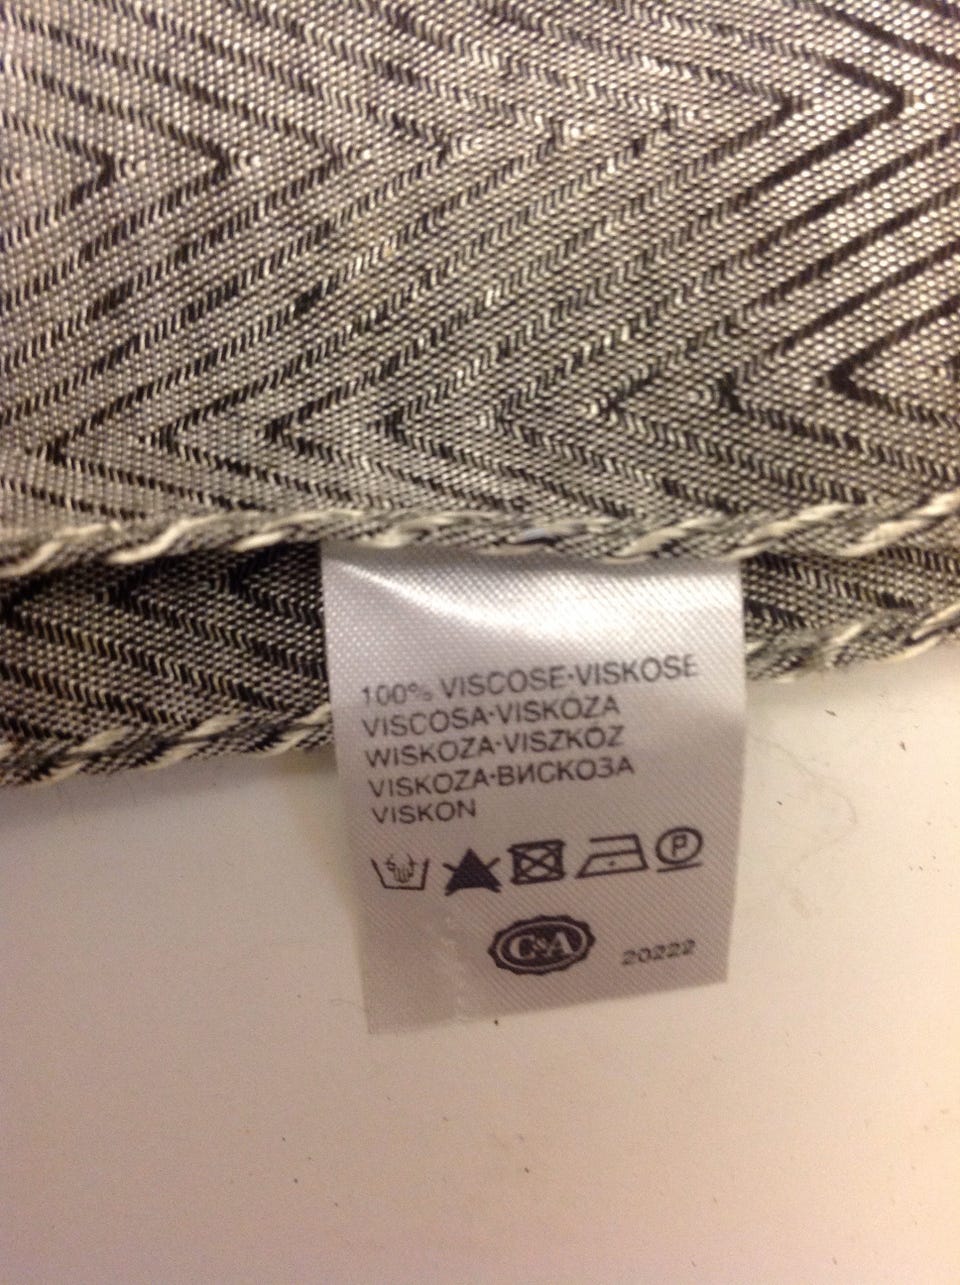 100% VISCOSE·VISKOSE
VISCOSA·VISKÓZA
WISKOZA·VISZKÓZ
VISKOZA·ВИСКОЗА
VISKON
P
C&A
20222